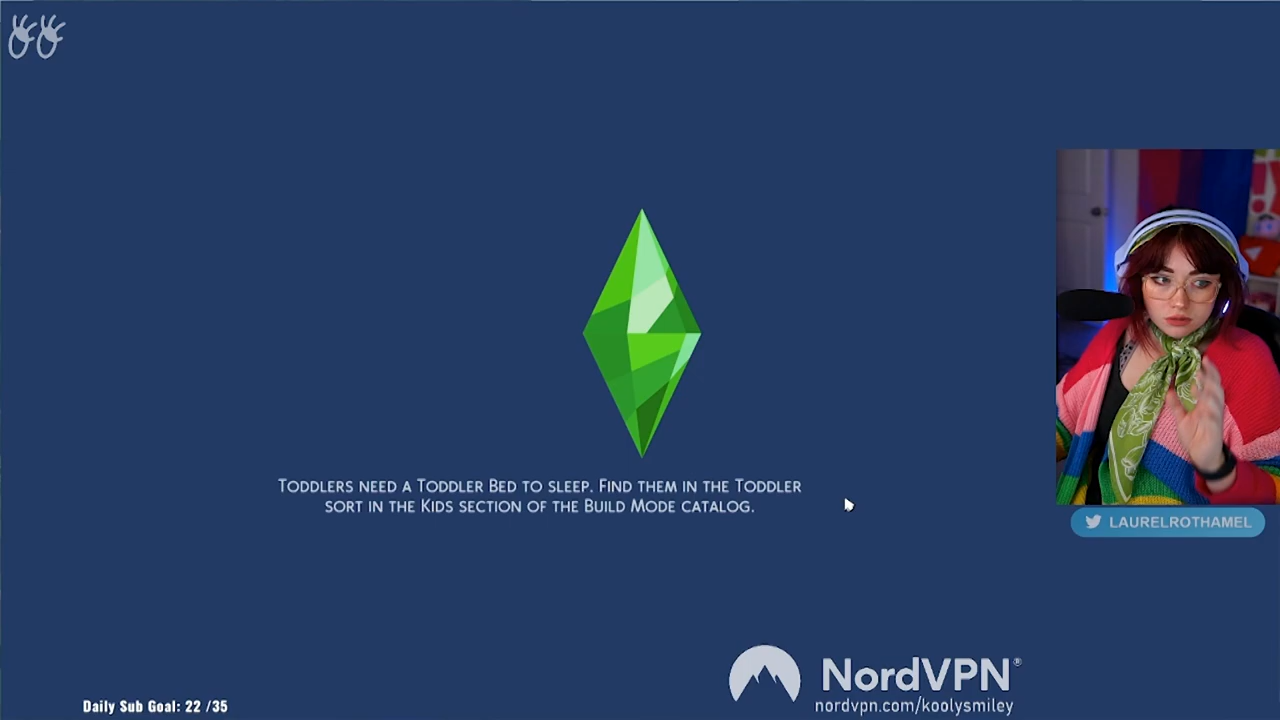 TODDLERS NEED A TODDLER BED TO SLEEP. FIND THEM IN THE TODDLER
SORT IN THE KIDS SECTION OF THE BUILD MODE CATALOG.
LAURELROTHAMEL
NordVPN®
nordvpn.com/koolysmiley
Daily Sub Goal: 22 /35